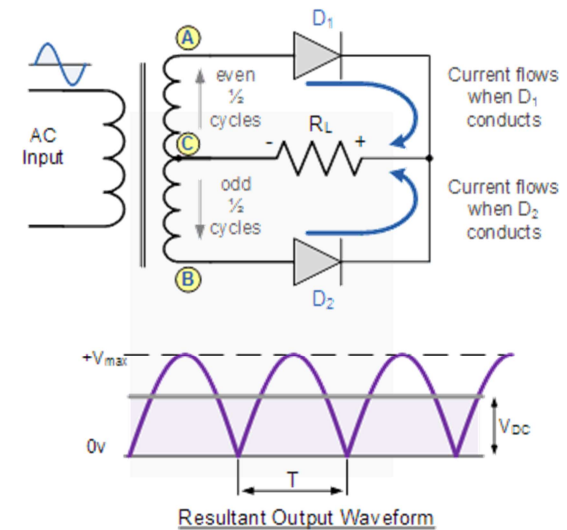 A
D1
even
½
cycles
Current flows
when D1
conducts
AC
Input
C
-
RL
+
odd
½
cycles
Current flows
when D2
conducts
B
D2
+Vmax
0v
VDC
T
Resultant Output Waveform